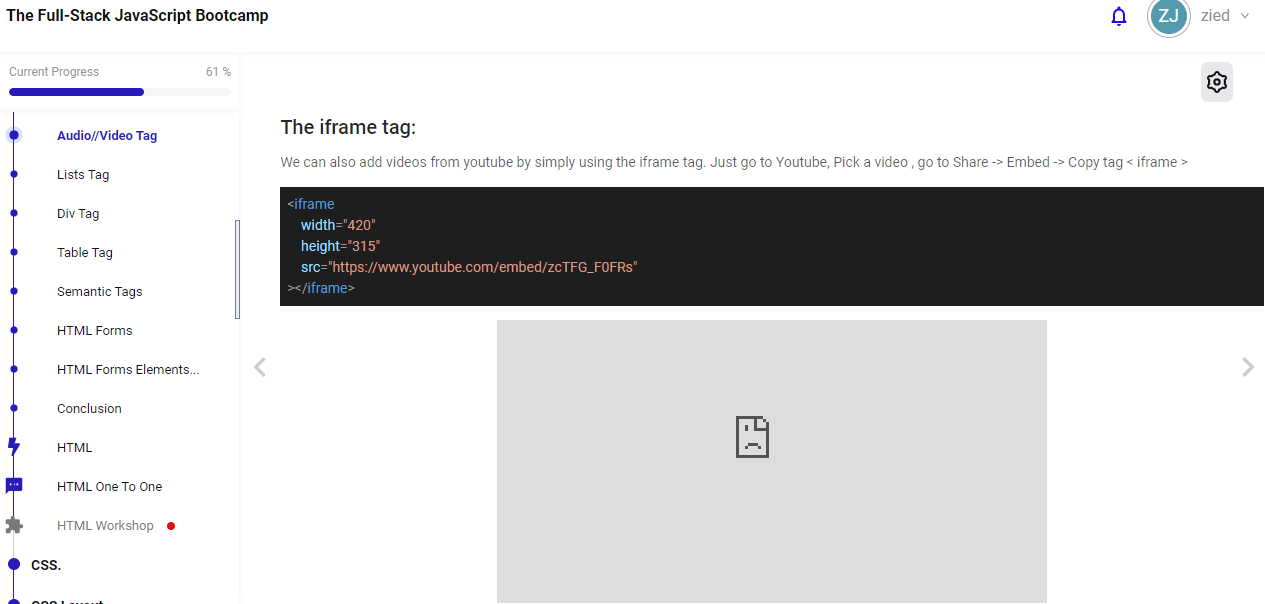 The Full-Stack JavaScript Bootcamp
ZJ
zied
Current Progress
61 %
Audio//Video Tag
Lists Tag
Div Tag
Table Tag
Semantic Tags
HTML Forms
HTML Forms Elements...
Conclusion
HTML
HTML One To One
HTML Workshop
CSS.
CSS Layout
The iframe tag:
We can also add videos from youtube by simply using the iframe tag. Just go to Youtube, Pick a video , go to Share -> Embed -> Copy tag < iframe >
<iframe
width="420"
height="315"
src="https://www.youtube.com/embed/zcTFG_F0FRs"
></iframe>